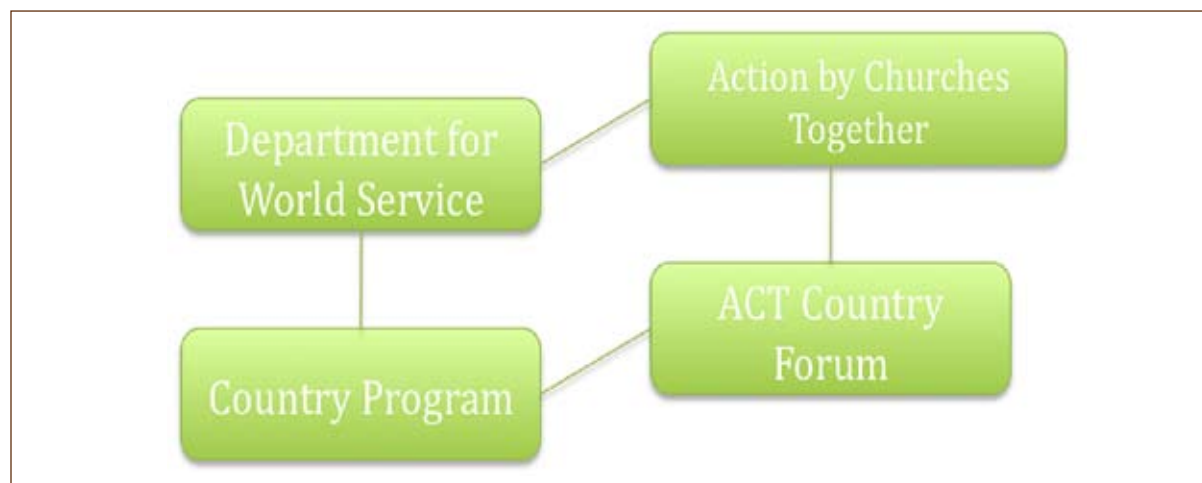 Action by Churches
Together
Department for
World Service
ACT Country
Forum
Country Program